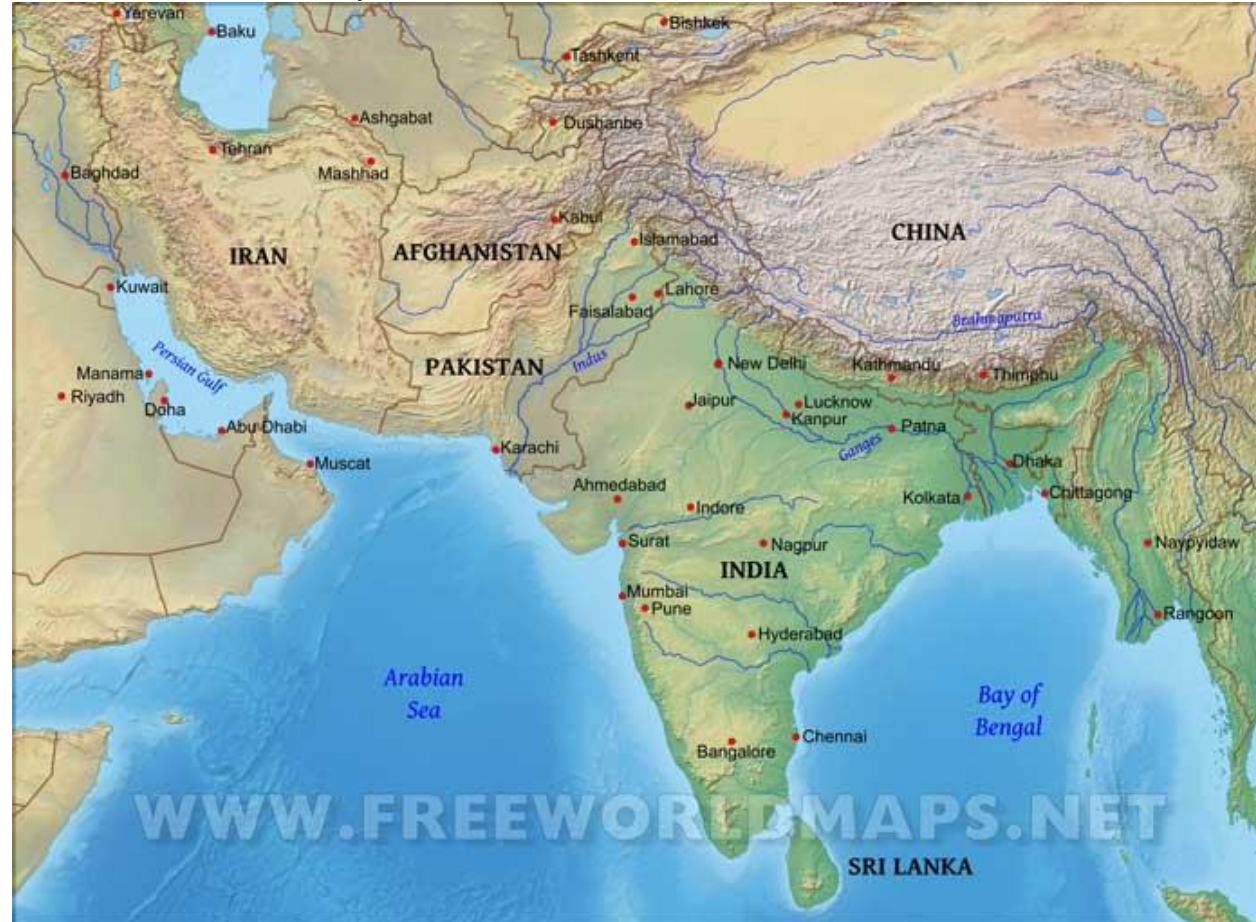 Yerevan
Baku
Bishkek
Tashkent
Ashgabat
Dushanbe
Tehran
Mashhad
Baghdad
Kabul
CHINA
Islamabad
IRAN
AFGHANISTAN
Kuwait
Lahore
Faisalabad
Brahmaputra
Persian Gulf
Indus
PAKISTAN
New Delhi
Kathmandu
Thimphu
Manama
Riyadh
Doha
Jaipur
Lucknow
Kanpur
Abu Dhabi
Patna
Ganges
Karachi
Muscat
Dhaka
Ahmedabad
Kolkata
Chittagong
Indore
Surat
Nagpur
Naypyidaw
INDIA
Mumbai
Pune
Rangoon
Hyderabad
Arabian
Sea
Bay of
Bengal
Chennai
Bangalore
WWW.FREEWORLDMAPS.NET
SRI LANKA